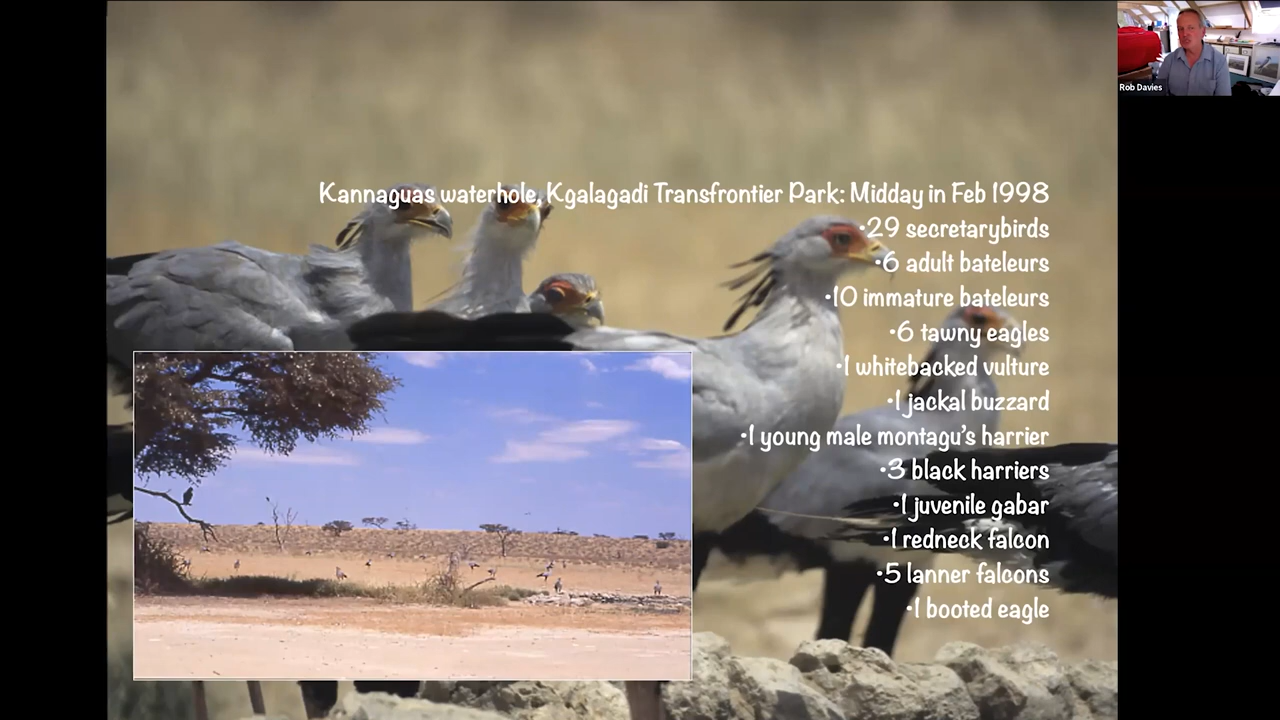 Rob Davies
Kannaguas waterhole, Kgalagadi Transfrontier Park: Midday in Feb 1998
•29 secretarybirds
•6 adult bateleurs
•10 immature bateleurs
•6 tawny eagles
•1 whitebacked vulture
•1 jackal buzzard
•1 young male montagu's harrier
•3 black harriers
•1 juvenile gabar
•1 redneck falcon
•5 lanner falcons
•1 booted eagle